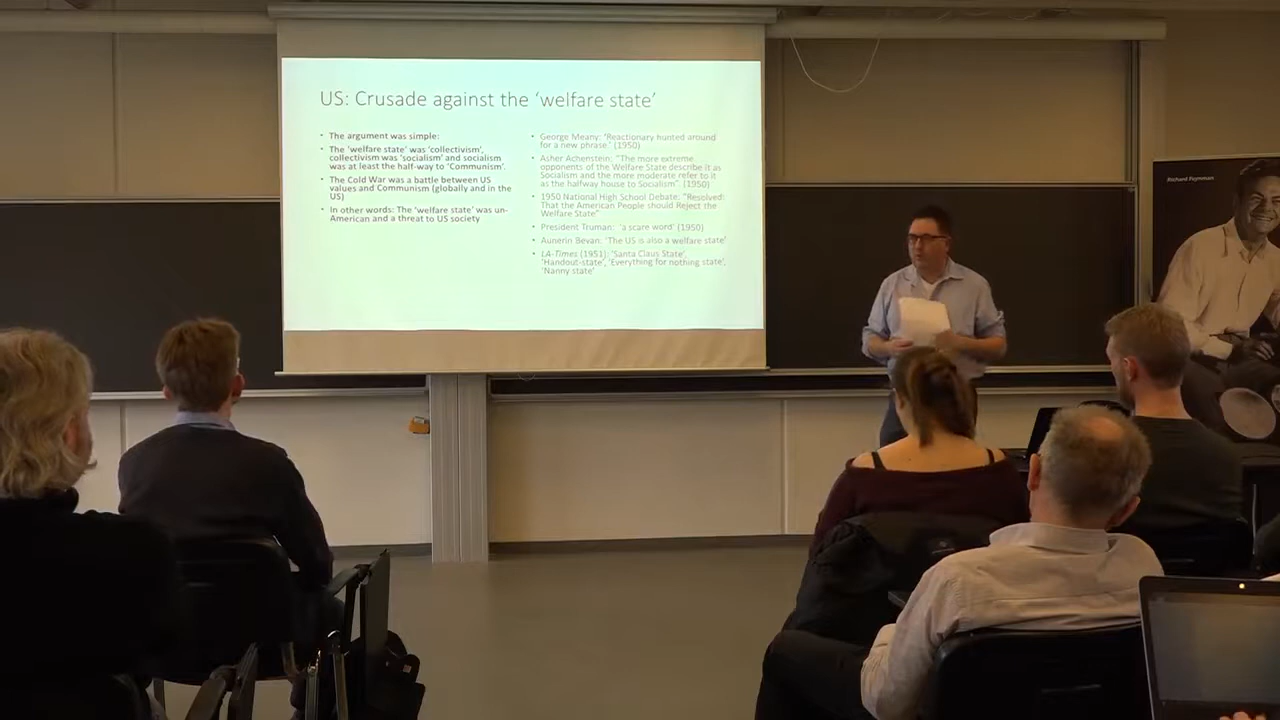 US: Crusade against the ‘welfare state’
• The argument was simple:
• The ‘welfare state’ was ‘collectivism’,
collectivism was ‘socialism’ and socialism
was at least the half-way to ‘Communism’.
• The Cold War was a battle between US
values and Communism (globally and in the
US)
• In other words: The ‘welfare state’ was un-
American and a threat to US society
• George Meany: ‘Reactionary hunted around
for a new phrase’ (1950)
• Asher Achenstein: “The more extreme
opponents of the Welfare State describe it as
Socialism and the more moderate refer to it
as the halfway house to Socialism”. (1950)
• 1950 National High School Debate: “Resolved:
That the American People should Reject the
Welfare State”
• President Truman: ‘a scare word’ (1950)
• Aunerin Bevan: ‘The US is also a welfare state’
• LA-Times (1951): ‘Santa Claus State’,
‘Handout-state’, ‘Everything for nothing state’,
‘Nanny state’
Richard Feynman